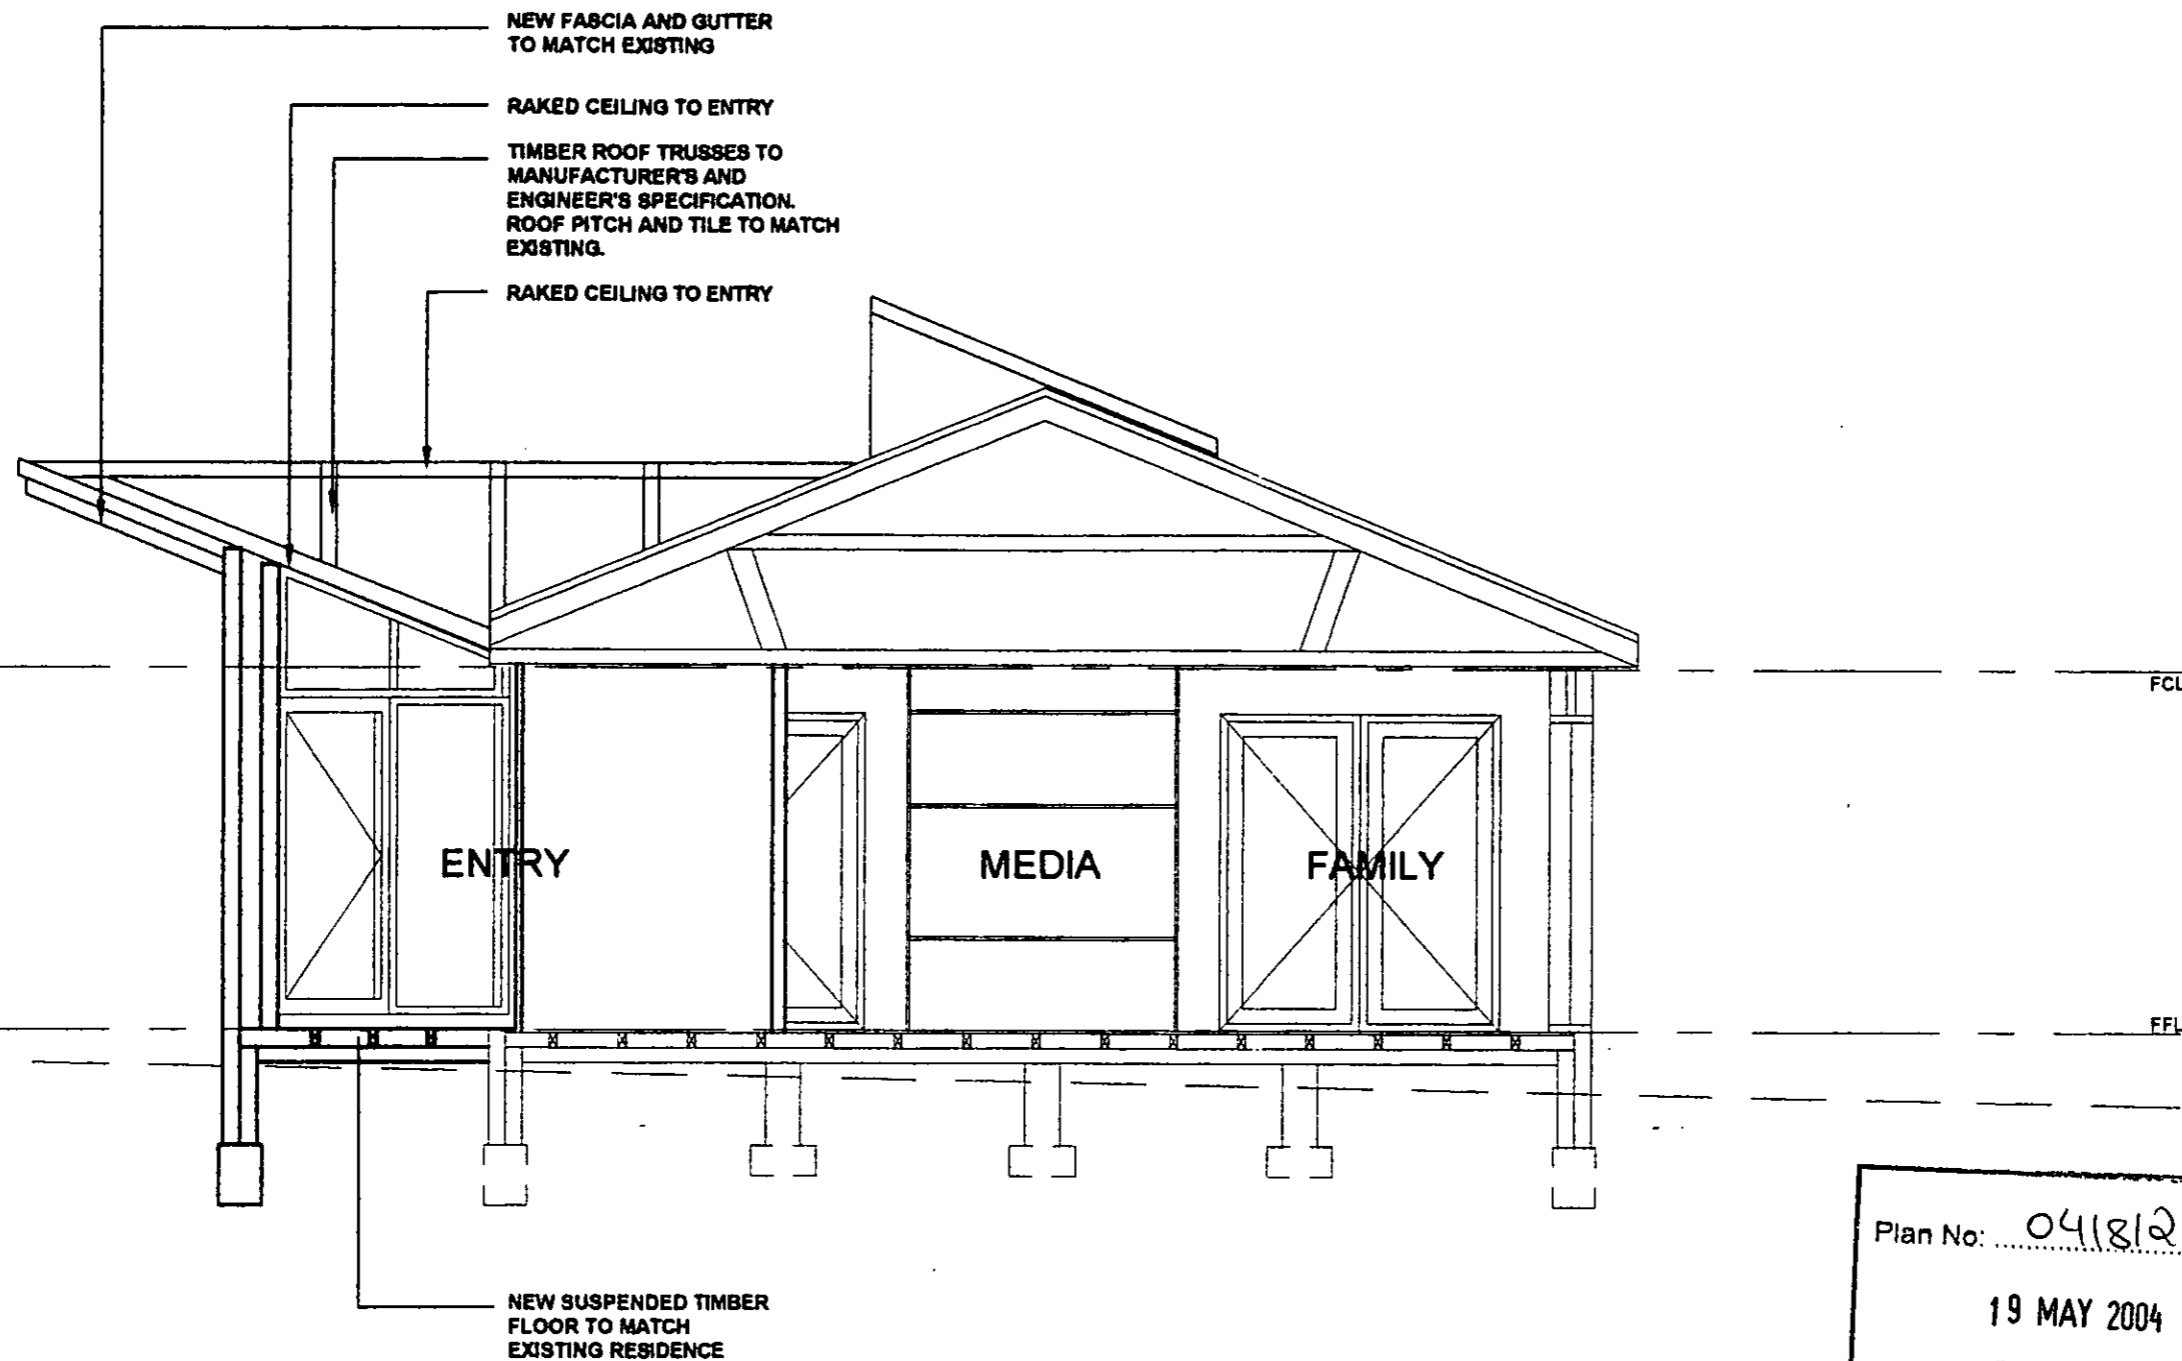 NEW FASCIA AND GUTTER
TO MATCH EXISTING
RAKED CEILING TO ENTRY
TIMBER ROOF TRUSSES TO
MANUFACTURER'S AND
ENGINEER'S SPECIFICATION.
ROOF PITCH AND TILE TO MATCH
EXISTING.
RAKED CEILING TO ENTRY
FCL
ENTRY
MEDIA
FAMILY
FFL
Plan No: 041812
19 MAY 2004
NEW SUSPENDED TIMBER
FLOOR TO MATCH
EXISTING RESIDENCE